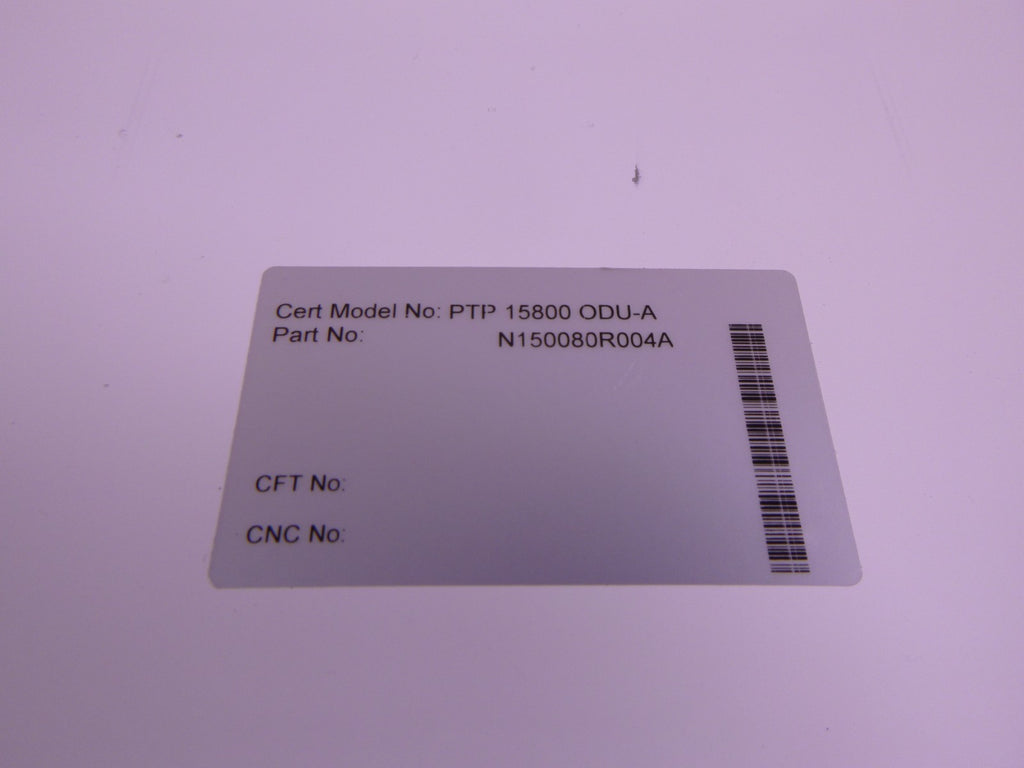 Cert Model No: PTP 15800 ODU-A
Part No: N150080R004A
CFT No:
CNC No: